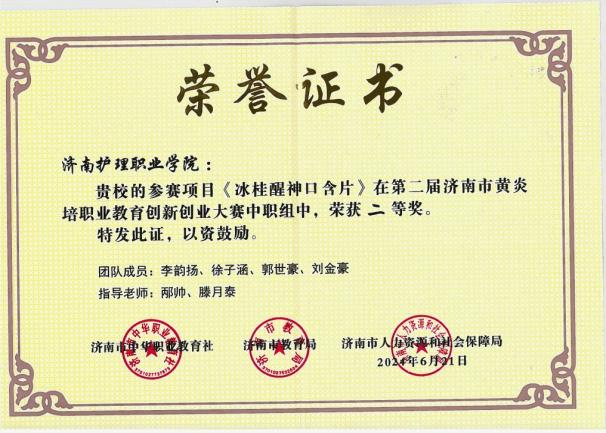 荣誉证书
济南护理职业学院：
贵校的参赛项目《冰桂醒神口含片》在第二届济南市黄炎
培职业教育创新创业大赛中职组中，荣获 二 等奖。
特发此证，以资鼓励。
团队成员：李韵扬、徐子涵、郭世豪、刘金豪
指导老师：邴帅、滕月泰
济南市中华职业教育社 济南市教育局 济南市人力资源和社会保障局
2024年6月21日